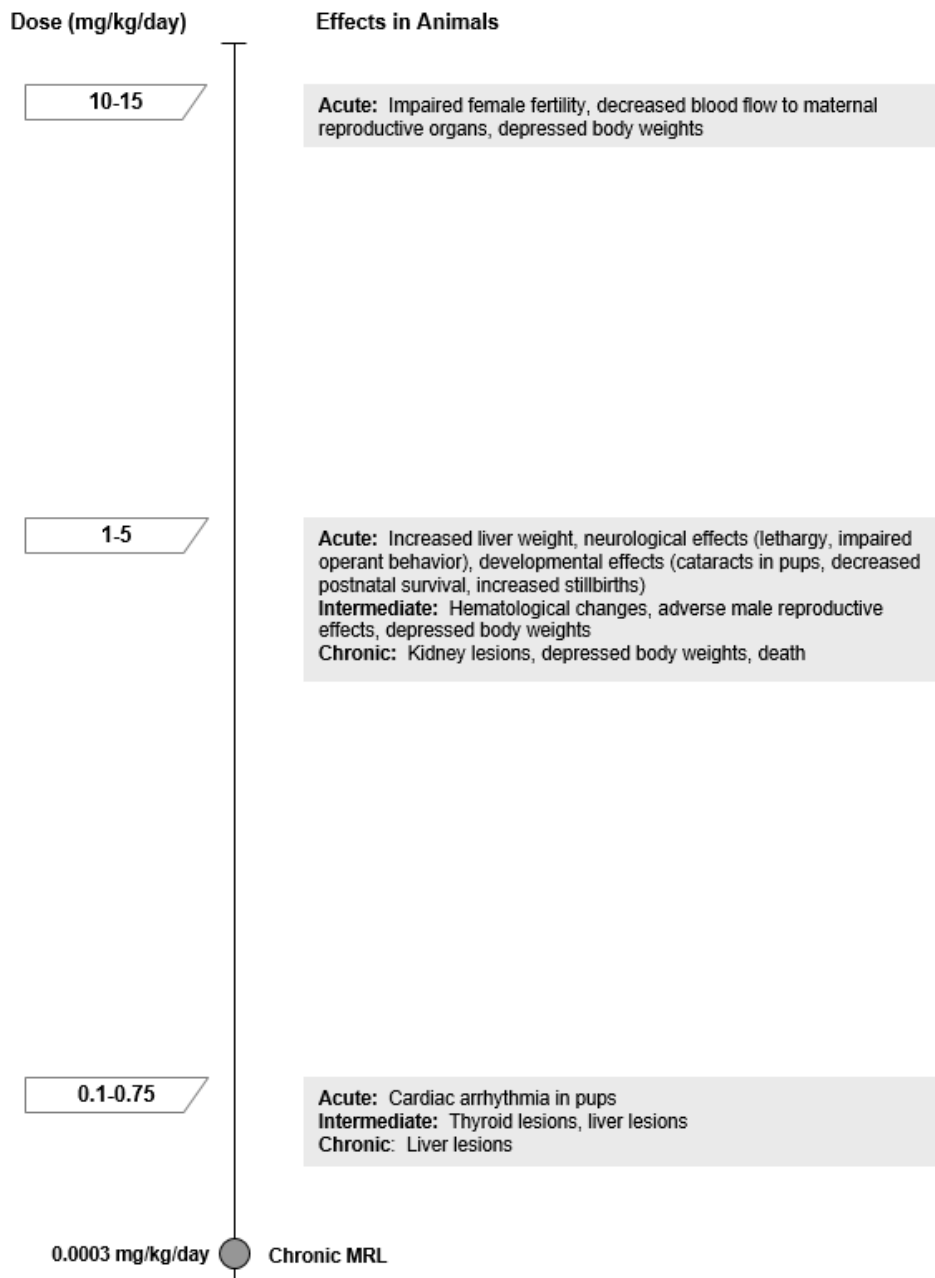 Dose (mg/kg/day) Effects in Animals
10-15
Acute: Impaired female fertility, decreased blood flow to maternal
reproductive organs, depressed body weights
1-5
Acute: Increased liver weight, neurological effects (lethargy, impaired
operant behavior), developmental effects (cataracts in pups, decreased
postnatal survival, increased stillbirths)
Intermediate: Hematological changes, adverse male reproductive
effects, depressed body weights
Chronic: Kidney lesions, depressed body weights, death
0.1-0.75
Acute: Cardiac arrhythmia in pups
Intermediate: Thyroid lesions, liver lesions
Chronic: Liver lesions
0.0003 mg/kg/day Chronic MRL